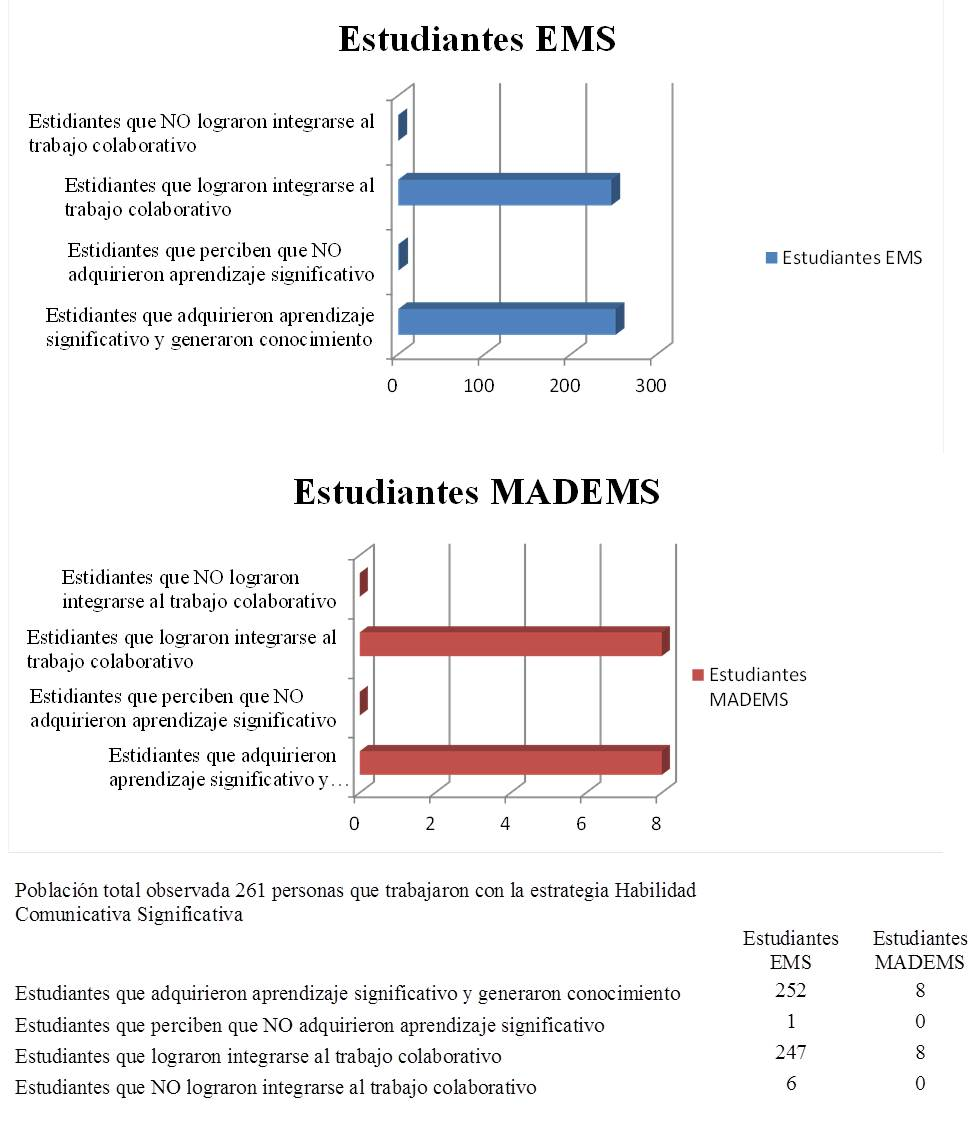 Estudiantes EMS
Estidiantes que NO lograron integrarse al
trabajo colaborativo
Estidiantes que lograron integrarse al
trabajo colaborativo
Estidiantes que perciben que NO
adquirieron aprendizaje significativo
Estidiantes que adquirieron aprendizaje
significativo y generaron conocimiento
Estudiantes EMS
0 100 200 300
Estudiantes MADEMS
Estidiantes que NO lograron
integrarse al trabajo colaborativo
Estidiantes que lograron integrarse al
trabajo colaborativo
Estidiantes que perciben que NO
adquirieron aprendizaje significativo
Estidiantes que adquirieron
aprendizaje significativo y...
Estudiantes
MADEMS
0 2 4 6 8
Población total observada 261 personas que trabajaron con la estrategia Habilidad
Comunicativa Significativa
Estudiantes Estudiantes
EMS MADEMS
Estudiantes que adquirieron aprendizaje significativo y generaron conocimiento 252 8
Estudiantes que perciben que NO adquirieron aprendizaje significativo 1 0
Estudiantes que lograron integrarse al trabajo colaborativo 247 8
Estudiantes que NO lograron integrarse al trabajo colaborativo 6 0